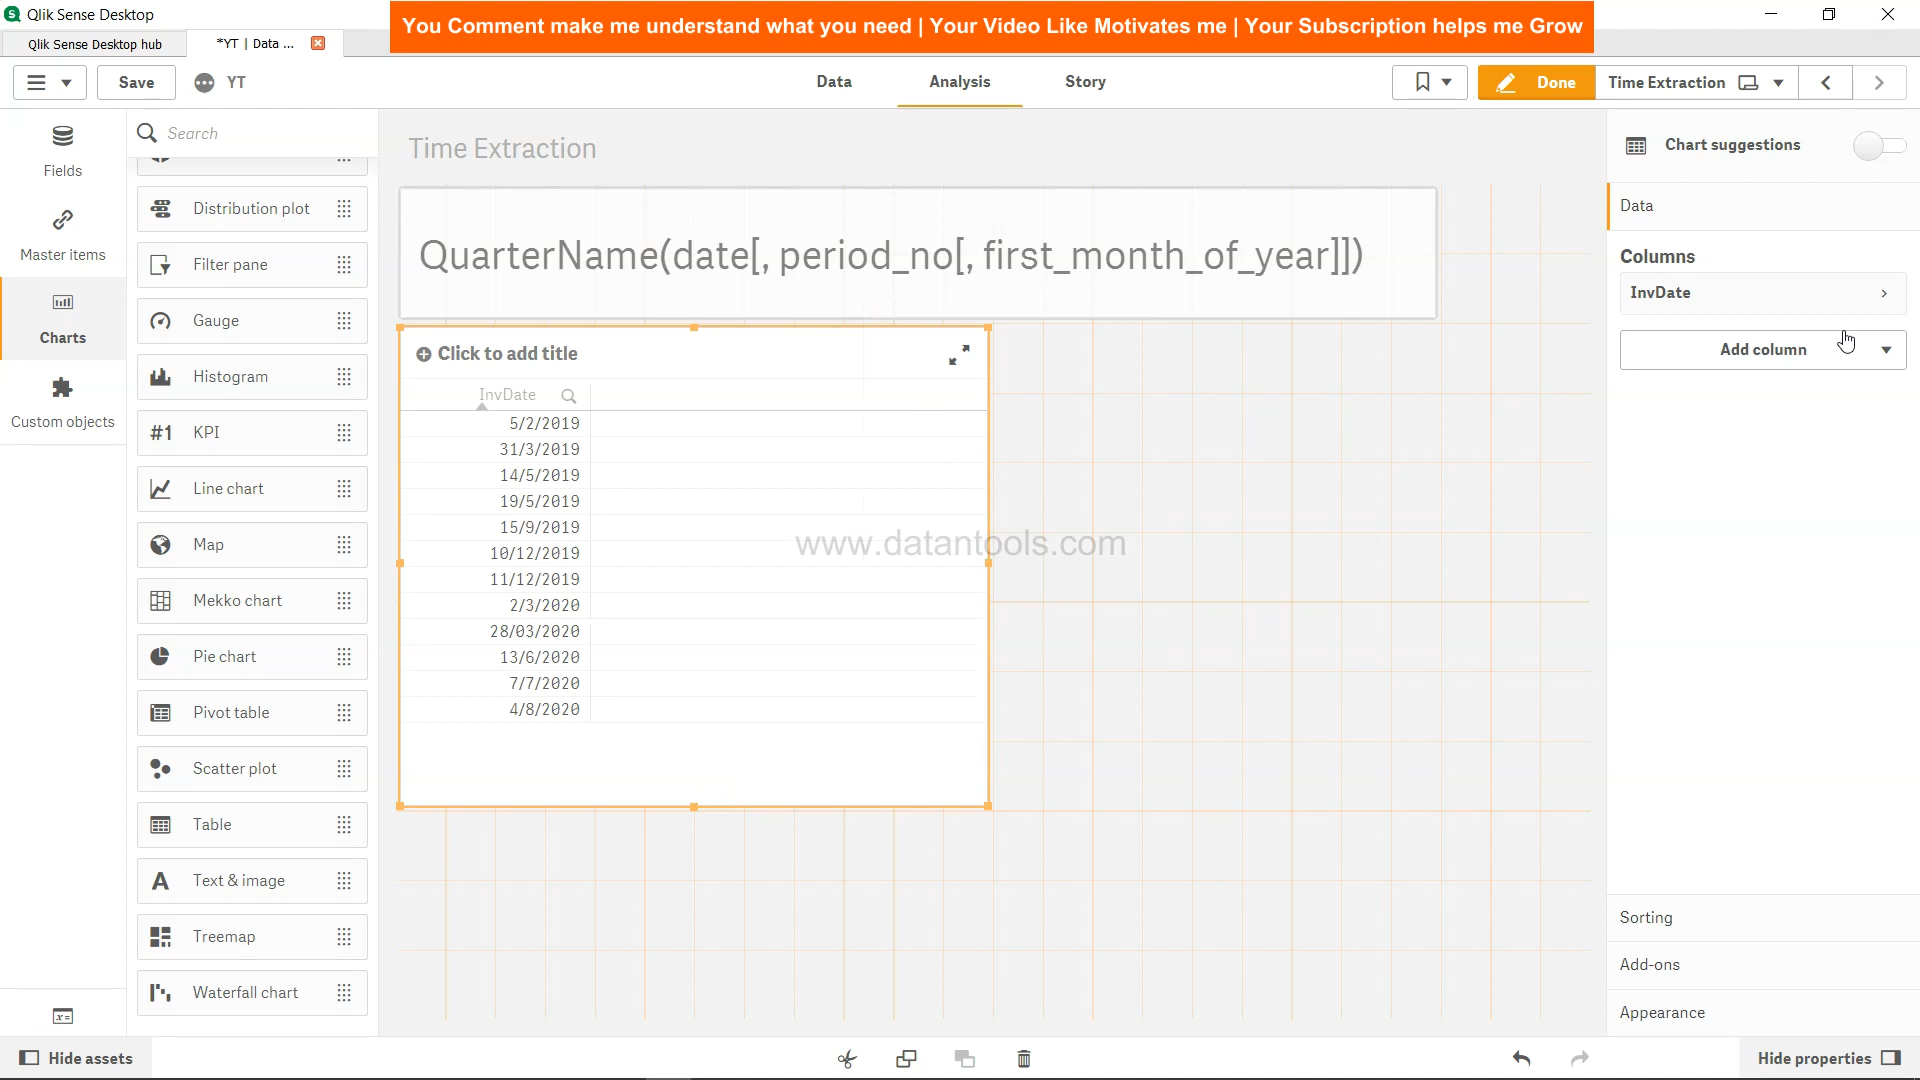 Qlik Sense Desktop
You Comment make me understand what you need | Your Video Like Motivates me | Your Subscription helps me Grow
Qlik Sense Desktop hub
*YT | Data ...
Save
YT
Data
Analysis
Story
Done
Time Extraction
Fields
Master items
Charts
Custom objects
Search
Distribution plot
Filter pane
Gauge
Histogram
#1 KPI
Line chart
Map
Mekko chart
Pie chart
Pivot table
Scatter plot
Table
A Text & image
Treemap
Waterfall chart
Time Extraction
QuarterName(date[, period_no[, first_month_of_year]])
Click to add title
InvDate
5/2/2019
31/3/2019
14/5/2019
19/5/2019
15/9/2019
10/12/2019
11/12/2019
2/3/2020
28/03/2020
13/6/2020
7/7/2020
4/8/2020
www.datantools.com
Chart suggestions
Data
Columns
InvDate
Add column
Sorting
Add-ons
Appearance
Hide assets
Hide properties